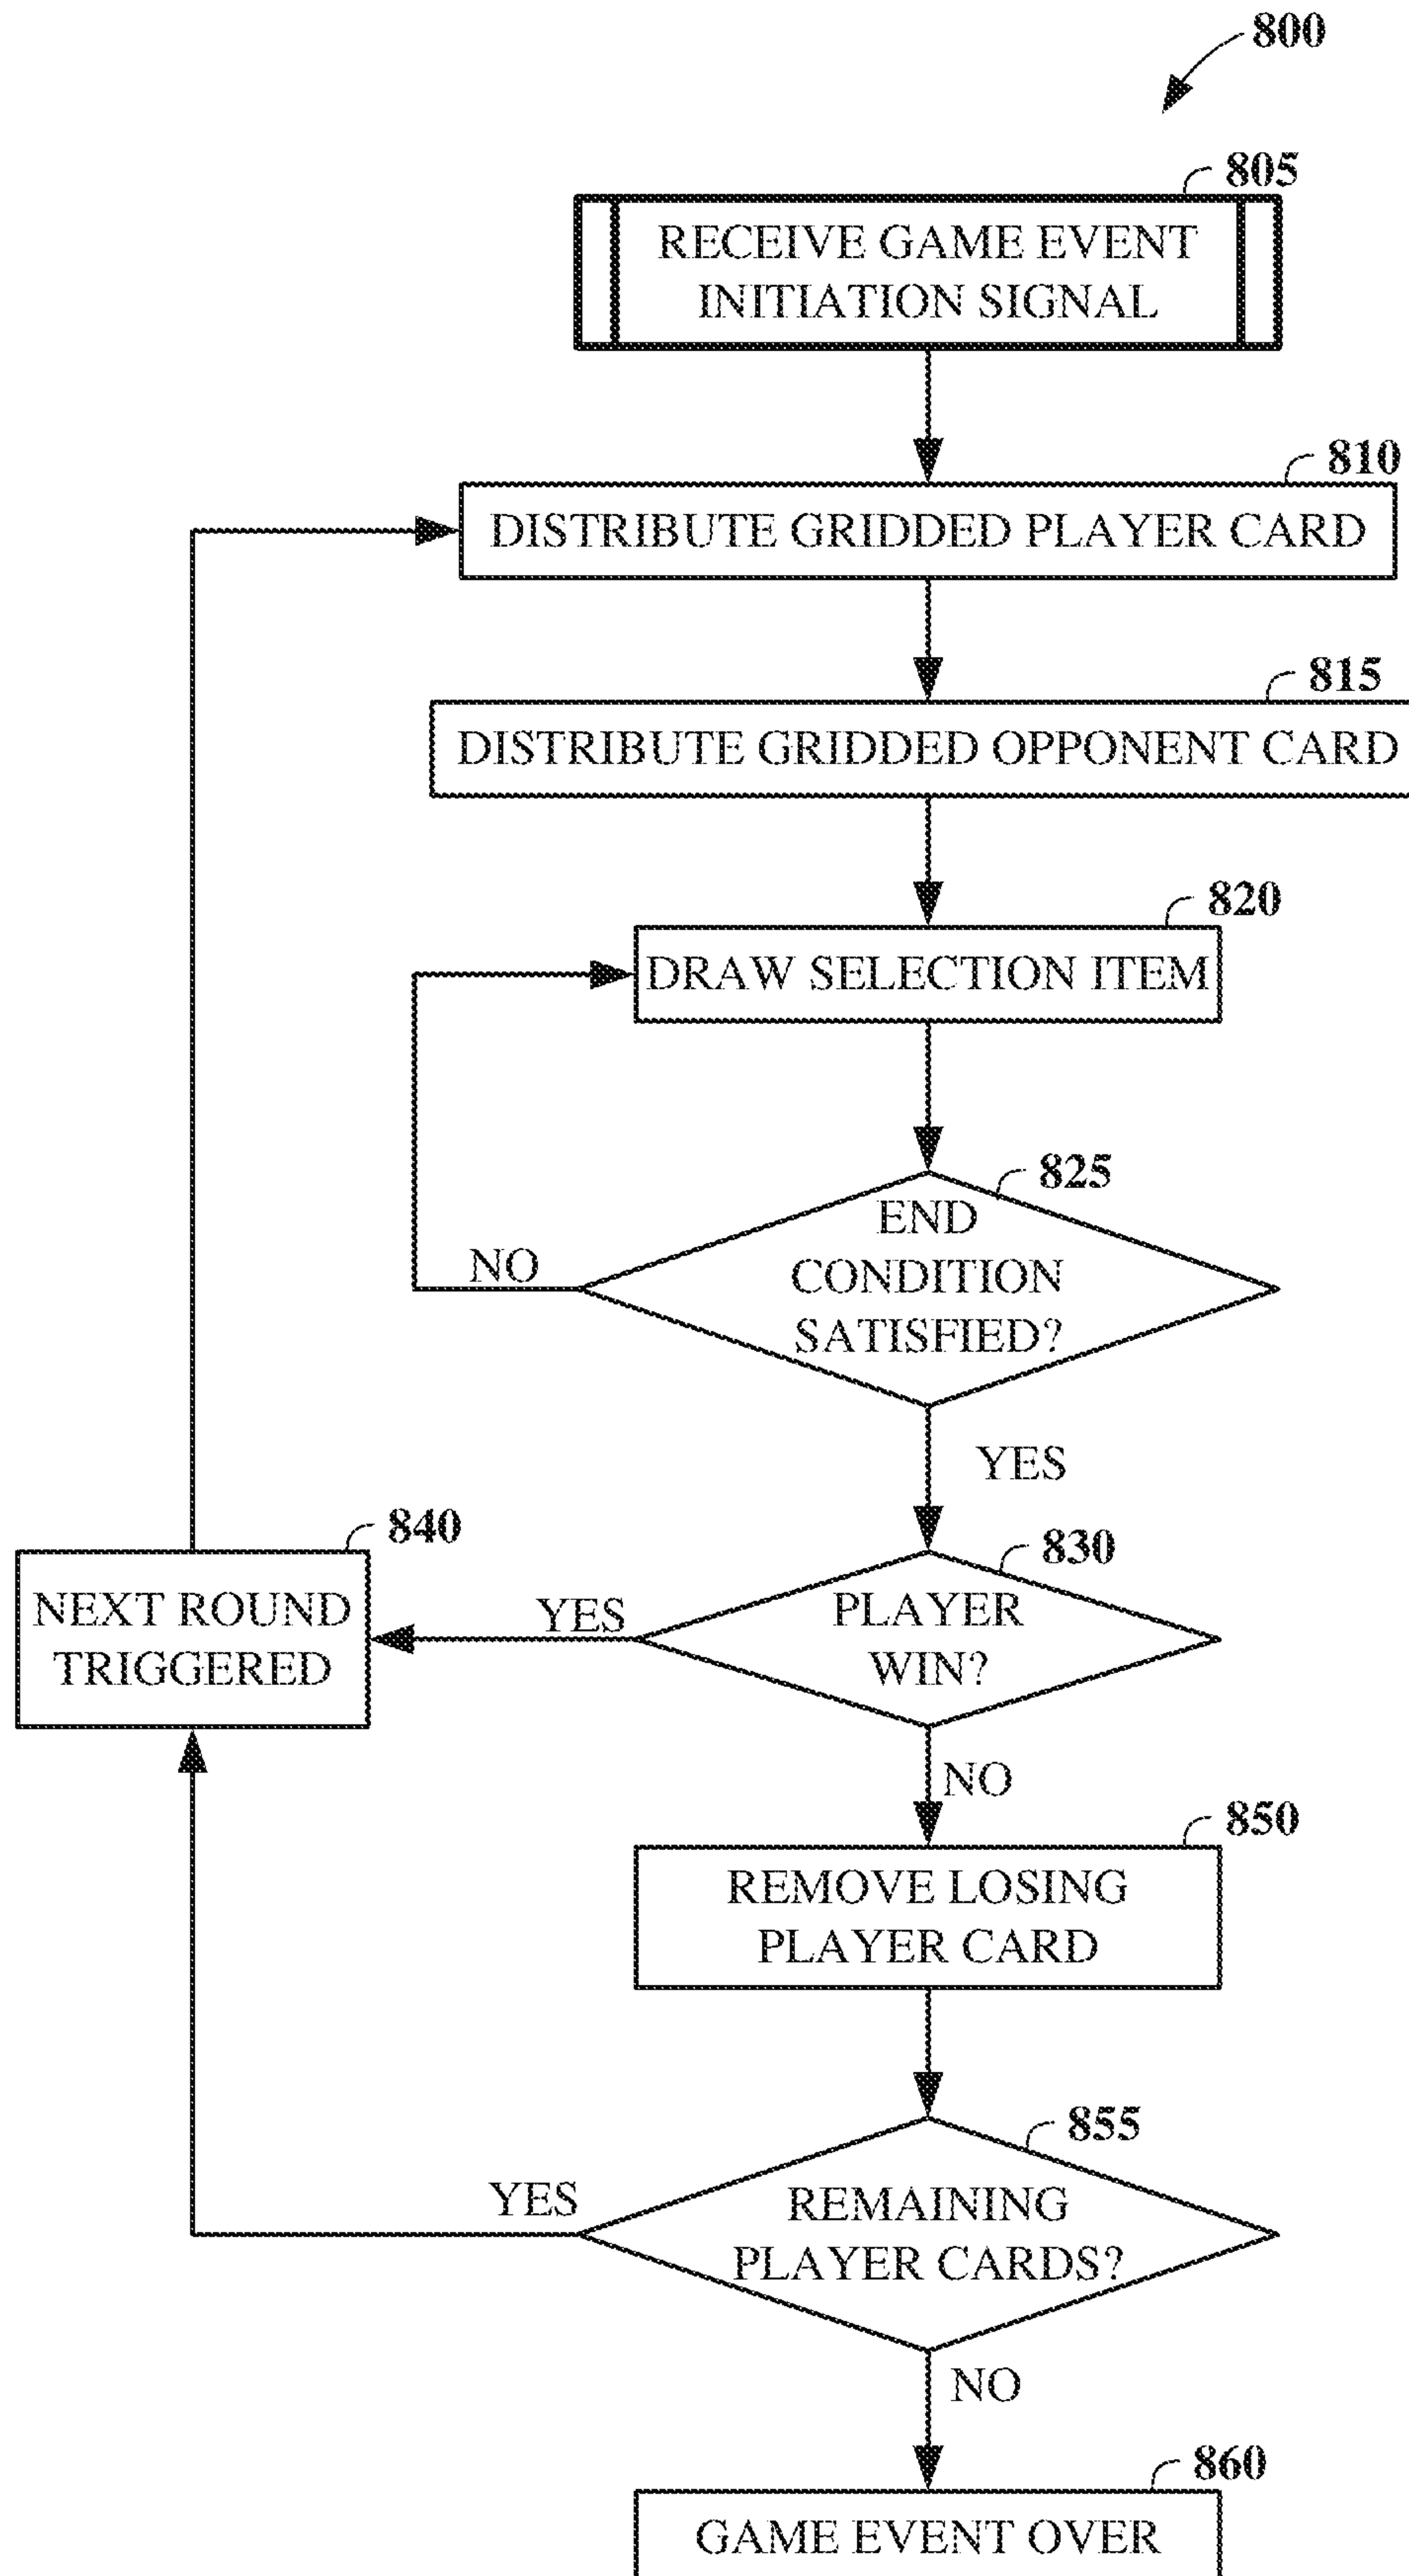 800
805
RECEIVE GAME EVENT
INITIATION SIGNAL
810
DISTRIBUTE GRIDDED PLAYER CARD
815
DISTRIBUTE GRIDDED OPPONENT CARD
820
DRAW SELECTION ITEM
825
END
CONDITION
SATISFIED?
NO
YES
830
PLAYER
WIN?
YES
840
NEXT ROUND
TRIGGERED
NO
850
REMOVE LOSING
PLAYER CARD
855
REMAINING
PLAYER CARDS?
YES
NO
860
GAME EVENT OVER